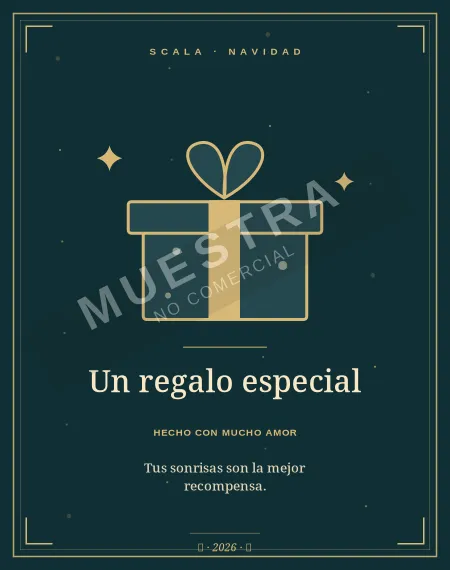 SCALA · NAVIDAD
MUESTRA
NO COMERCIAL
Un regalo especial
HECHO CON MUCHO AMOR
Tus sonrisas son la mejor
recompensa.
· 2026 ·